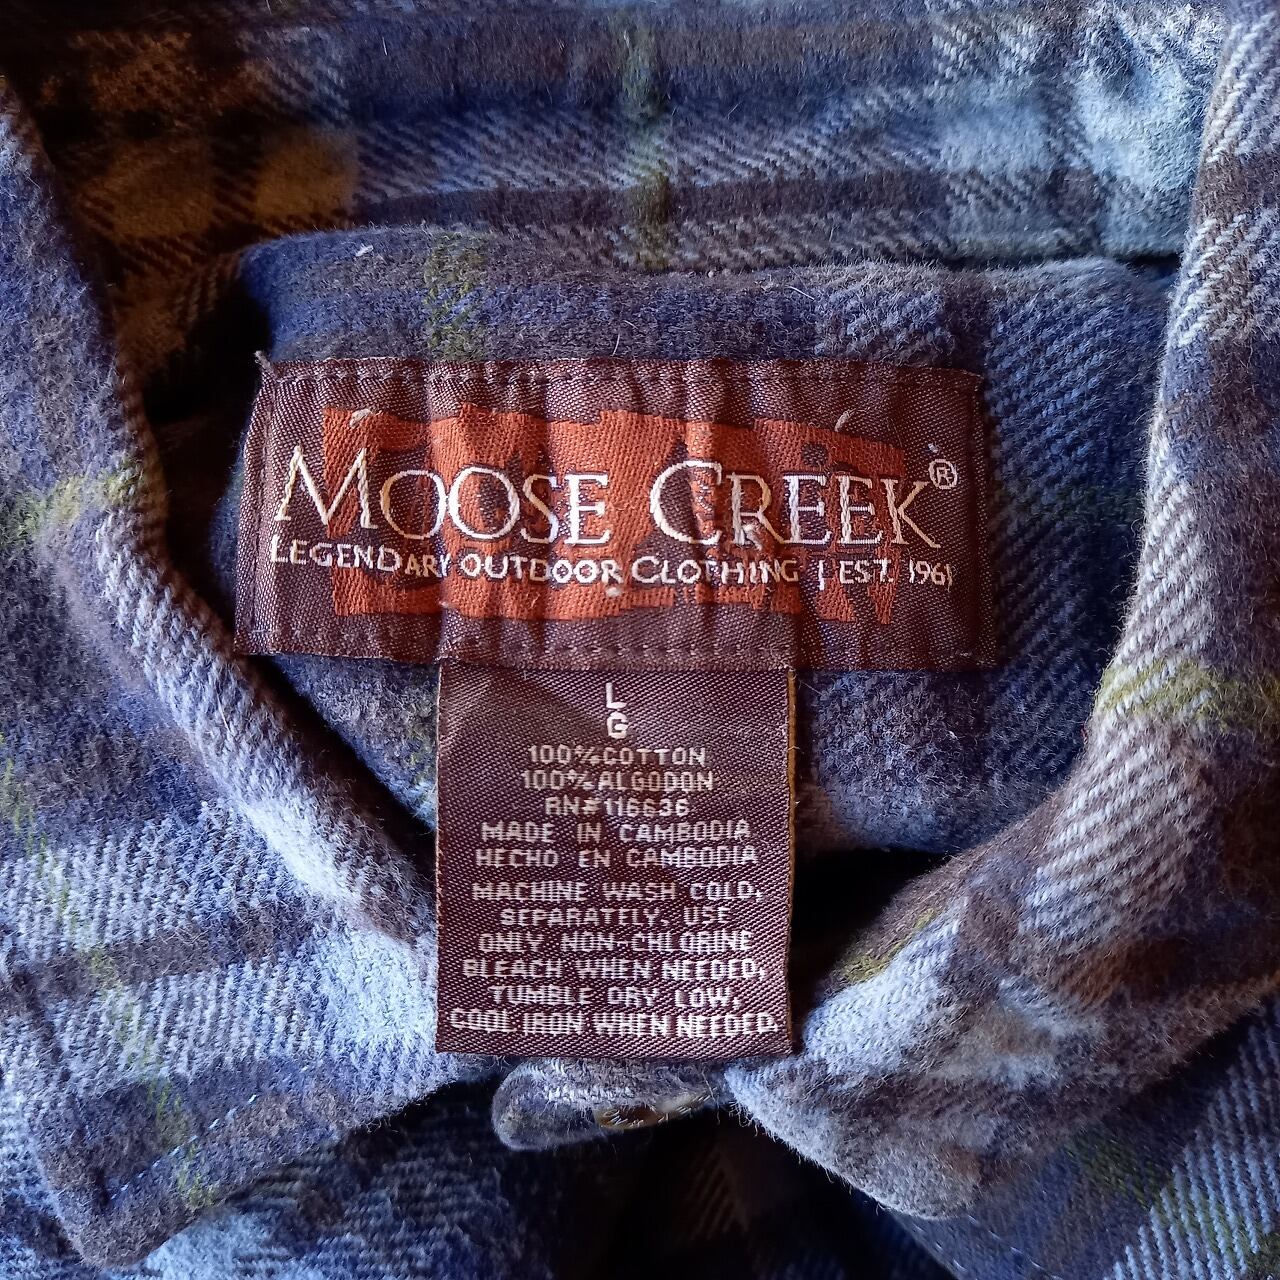 MOOSE CREEK®
LEGENDARY OUTDOOR CLOTHING | EST. 1961
L
G
100% COTTON
100% ALGODON
RN# 116636
MADE IN CAMBODIA
HECHO EN CAMBODIA
MACHINE WASH COLD,
SEPARATELY, USE
ONLY NON-CHLORINE
BLEACH WHEN NEEDED,
TUMBLE DRY LOW,
COOL IRON WHEN NEEDED.